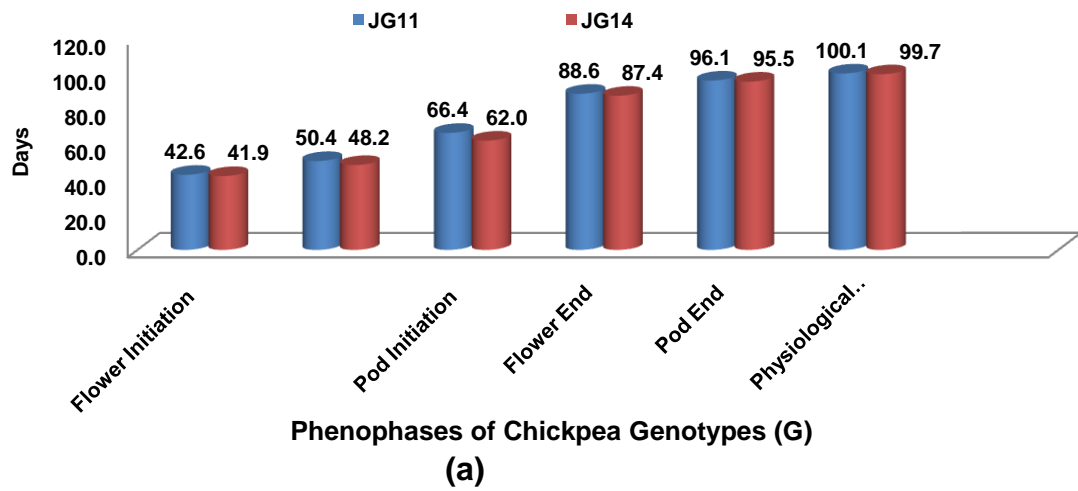 JG11 JG14
120.0
100.0
80.0
60.0
40.0
20.0
0.0
Days
42.6 41.9 50.4 48.2 66.4 62.0 88.6 87.4 96.1 95.5 100.1 99.7
Flower Initiation
Pod Initiation
Flower End
Pod End
Physiological..
Phenophases of Chickpea Genotypes (G)
(a)